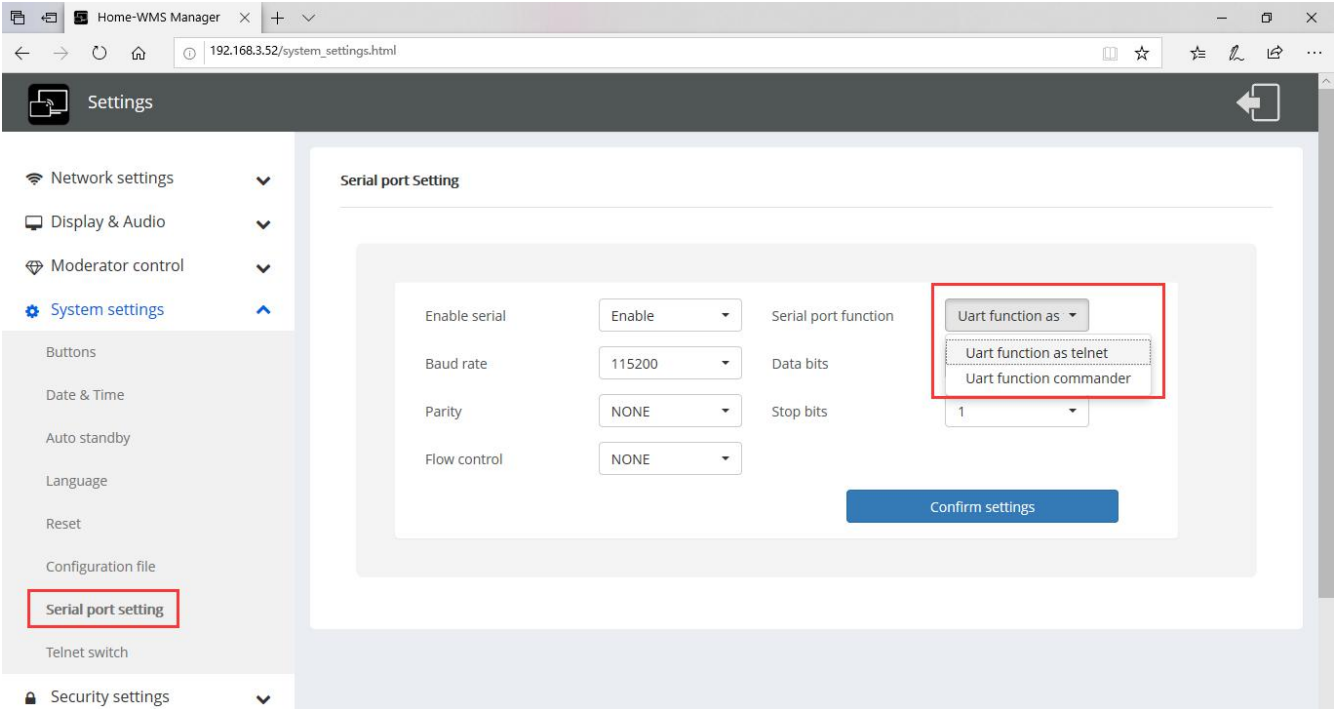 Home-WMS Manager
192.168.3.52/system_settings.html
Settings
Network settings
Display & Audio
Moderator control
System settings
Buttons
Date & Time
Auto standby
Language
Reset
Configuration file
Serial port setting
Telnet switch
Security settings
Serial port Setting
Enable serial
Enable
Serial port function
Uart function as
Uart function as telnet
Uart function commander
Baud rate
115200
Data bits
Parity
NONE
Stop bits
1
Flow control
NONE
Confirm settings